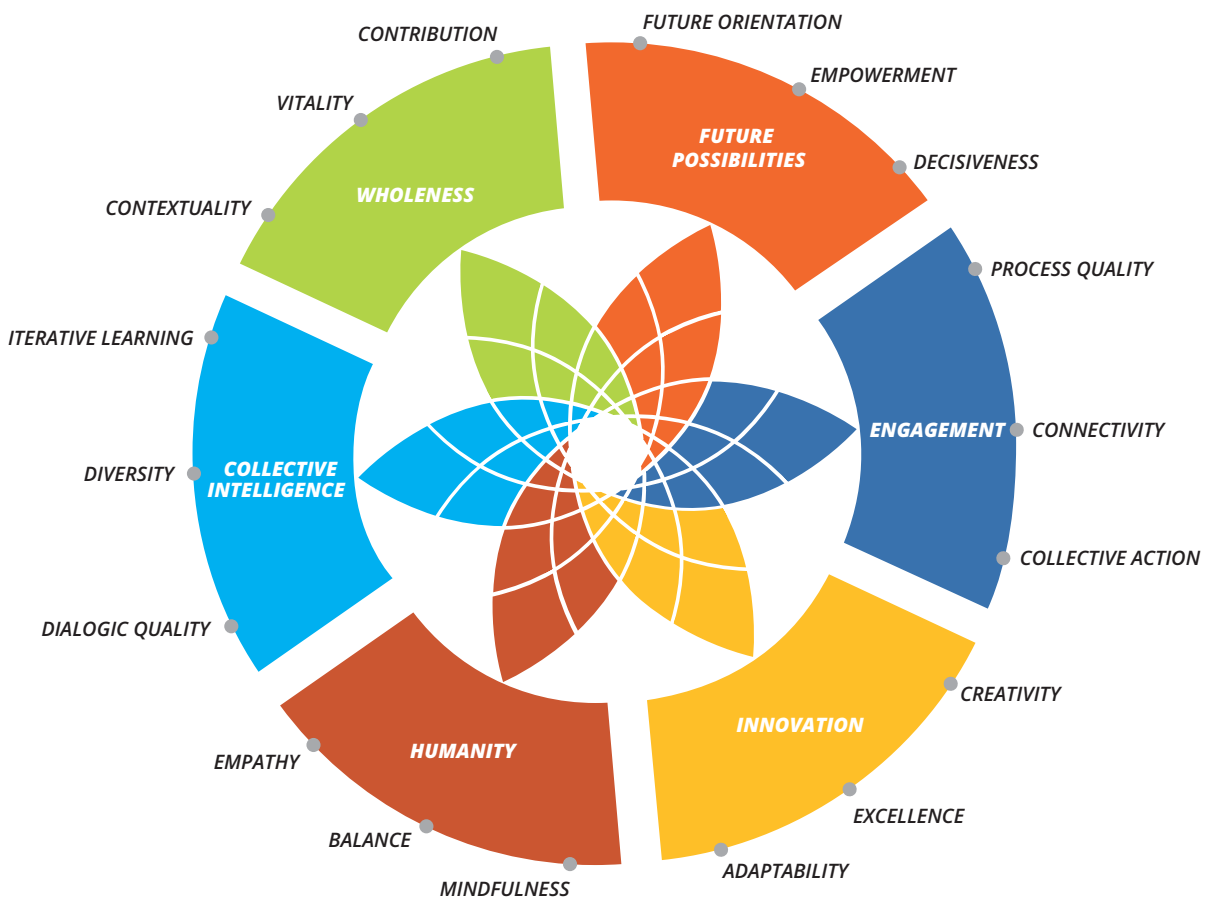 FUTURE ORIENTATION
EMPOWERMENT
DECISIVENESS
FUTURE
POSSIBILITIES
PROCESS QUALITY
CONNECTIVITY
COLLECTIVE ACTION
ENGAGEMENT
CREATIVITY
EXCELLENCE
ADAPTABILITY
INNOVATION
MINDFULNESS
BALANCE
EMPATHY
HUMANITY
DIALOGIC QUALITY
DIVERSITY
ITERATIVE LEARNING
COLLECTIVE
INTELLIGENCE
CONTEXTUALITY
VITALITY
CONTRIBUTION
WHOLENESS